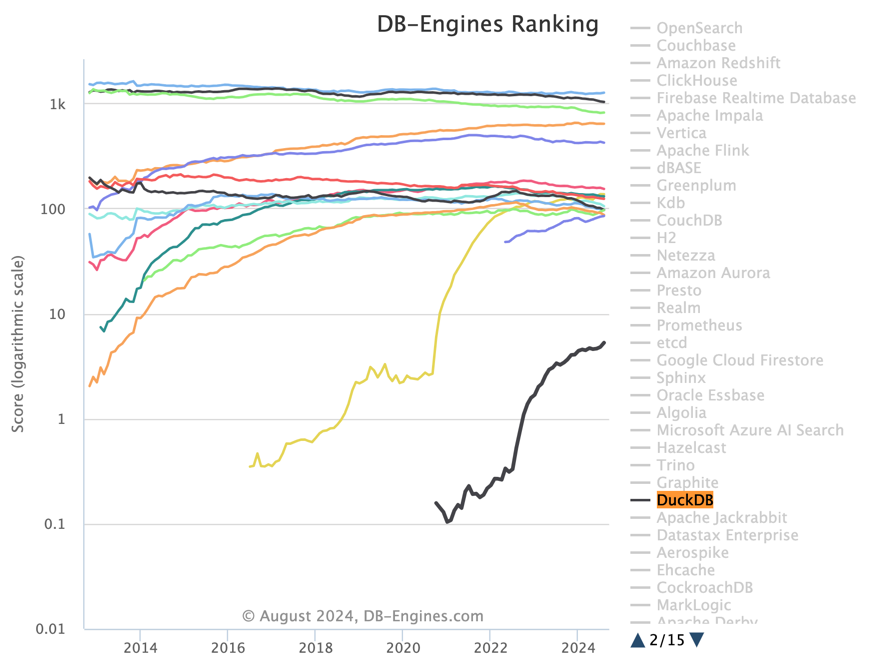 DB-Engines Ranking
1k
100
10
1
0.1
0.01
Score (logarithmic scale)
2014
2016
2018
2020
2022
2024
© August 2024, DB-Engines.com
OpenSearch
Couchbase
Amazon Redshift
ClickHouse
Firebase Realtime Database
Apache Impala
Vertica
Apache Flink
dBASE
Greenplum
Kdb
CouchDB
H2
Netezza
Amazon Aurora
Presto
Realm
Prometheus
etcd
Google Cloud Firestore
Sphinx
Oracle Essbase
Algolia
Microsoft Azure AI Search
Hazelcast
Trino
Graphite
DuckDB
Apache Jackrabbit
Datastax Enterprise
Aerospike
Ehcache
CockroachDB
MarkLogic
Apache Derby
2/15